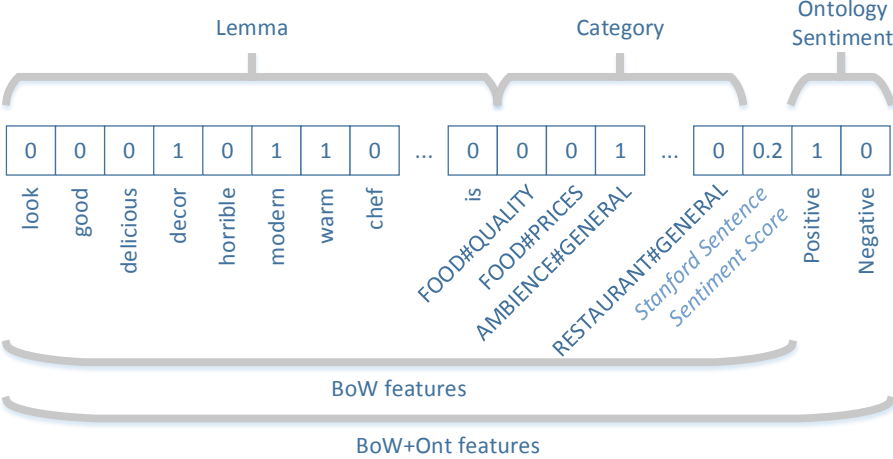 Lemma
Category
Ontology
Sentiment
0 0 0 1 0 1 1 0 ... 0 0 0 1 ... 0 0.2 1 0
look
good
delicious
decor
horrible
modern
warm
chef
is
FOOD#QUALITY
FOOD#PRICES
AMBIENCE#GENERAL
RESTAURANT#GENERAL
Stanford Sentence
Sentiment Score
Positive
Negative
BoW features
BoW+Ont features